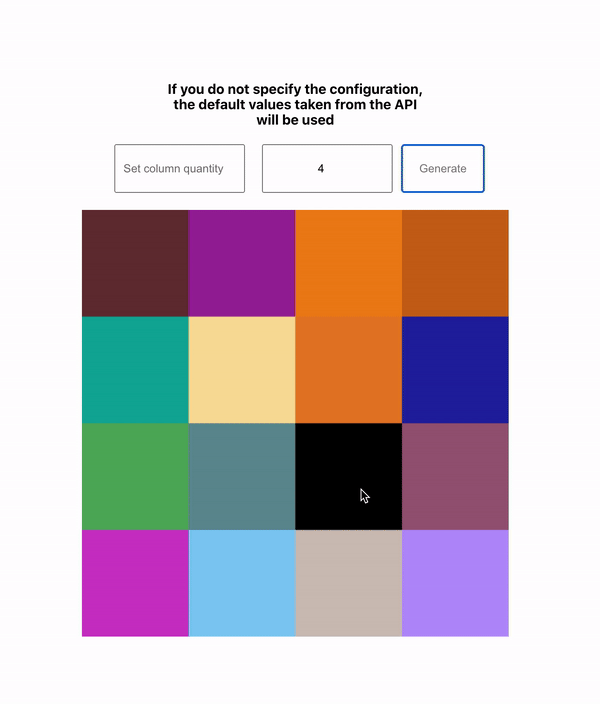 If you do not specify the configuration,
the default values taken from the API
will be used
Set column quantity
4
Generate